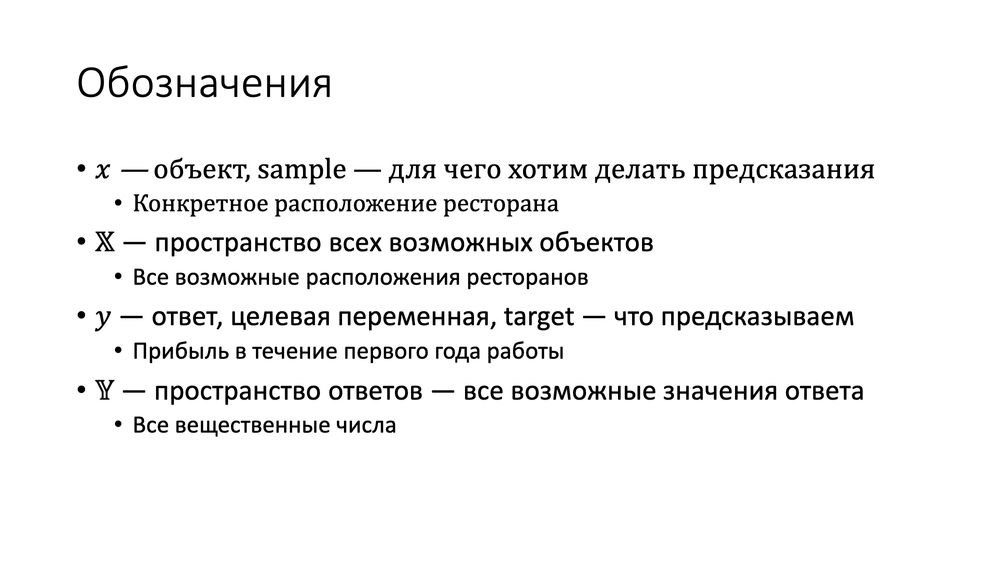 Обозначения
• 𝑥 — объект, sample — для чего хотим делать предсказания
• Конкретное расположение ресторана
• 𝕏 — пространство всех возможных объектов
• Все возможные расположения ресторанов
• 𝑦 — ответ, целевая переменная, target — что предсказываем
• Прибыль в течение первого года работы
• 𝕐 — пространство ответов — все возможные значения ответа
• Все вещественные числа